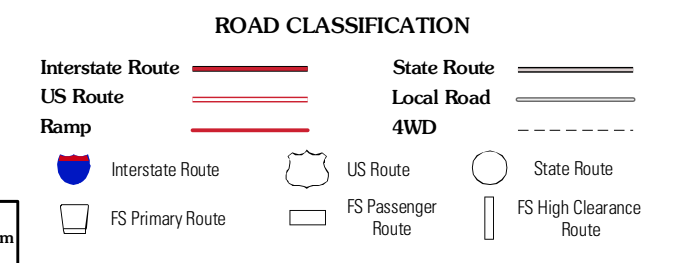 ROAD CLASSIFICATION
Interstate Route
State Route
US Route
Local Road
Ramp
4WD
Interstate Route
US Route
State Route
FS Primary Route
FS Passenger
Route
FS High Clearance
Route
m